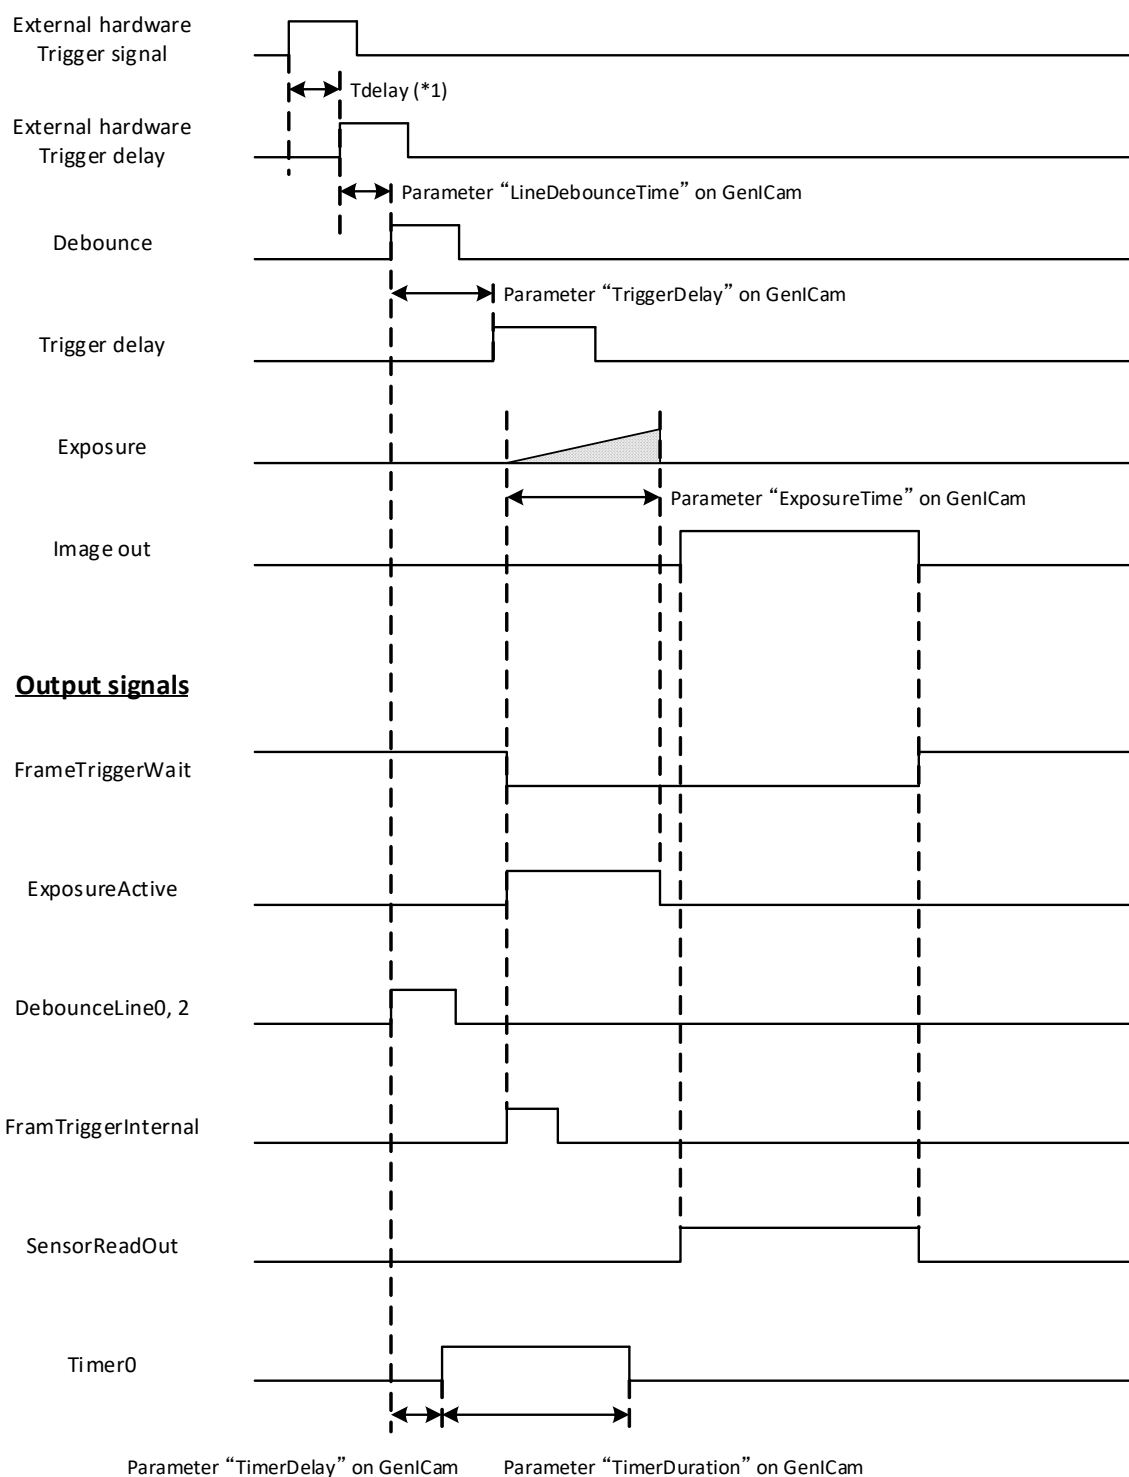 External hardware
Trigger signal
Tdelay (*1)
External hardware
Trigger delay
Parameter “LineDebounceTime” on GenICam
Debounce
Parameter “TriggerDelay” on GenICam
Trigger delay
Exposure
Parameter “ExposureTime” on GenICam
Image out
Output signals
FrameTriggerWait
ExposureActive
DebounceLine0, 2
FramTriggerInternal
SensorReadOut
Timer0
Parameter “TimerDelay” on GenICam
Parameter “TimerDuration” on GenICam